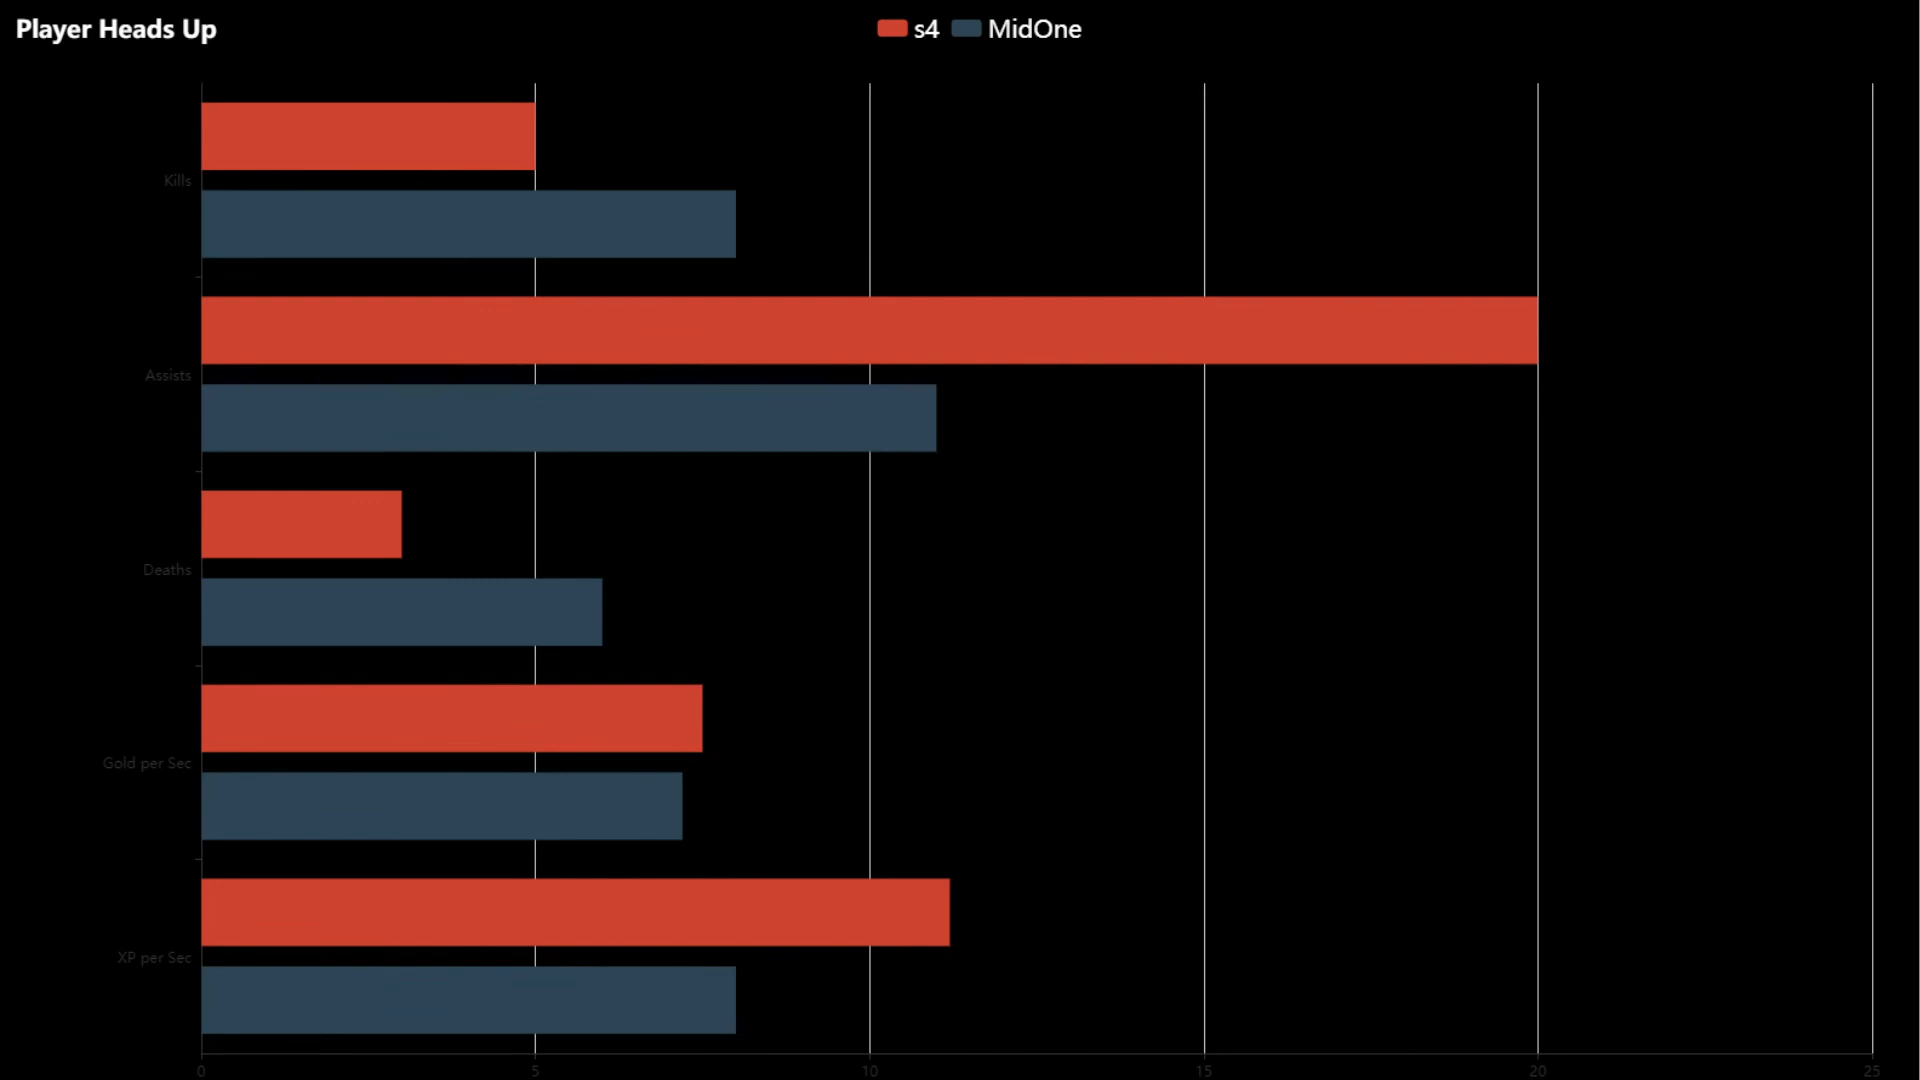 Player Heads Up
s4 MidOne
Kills
Assists
Deaths
Gold per Sec
XP per Sec
0 5 10 15 20 25